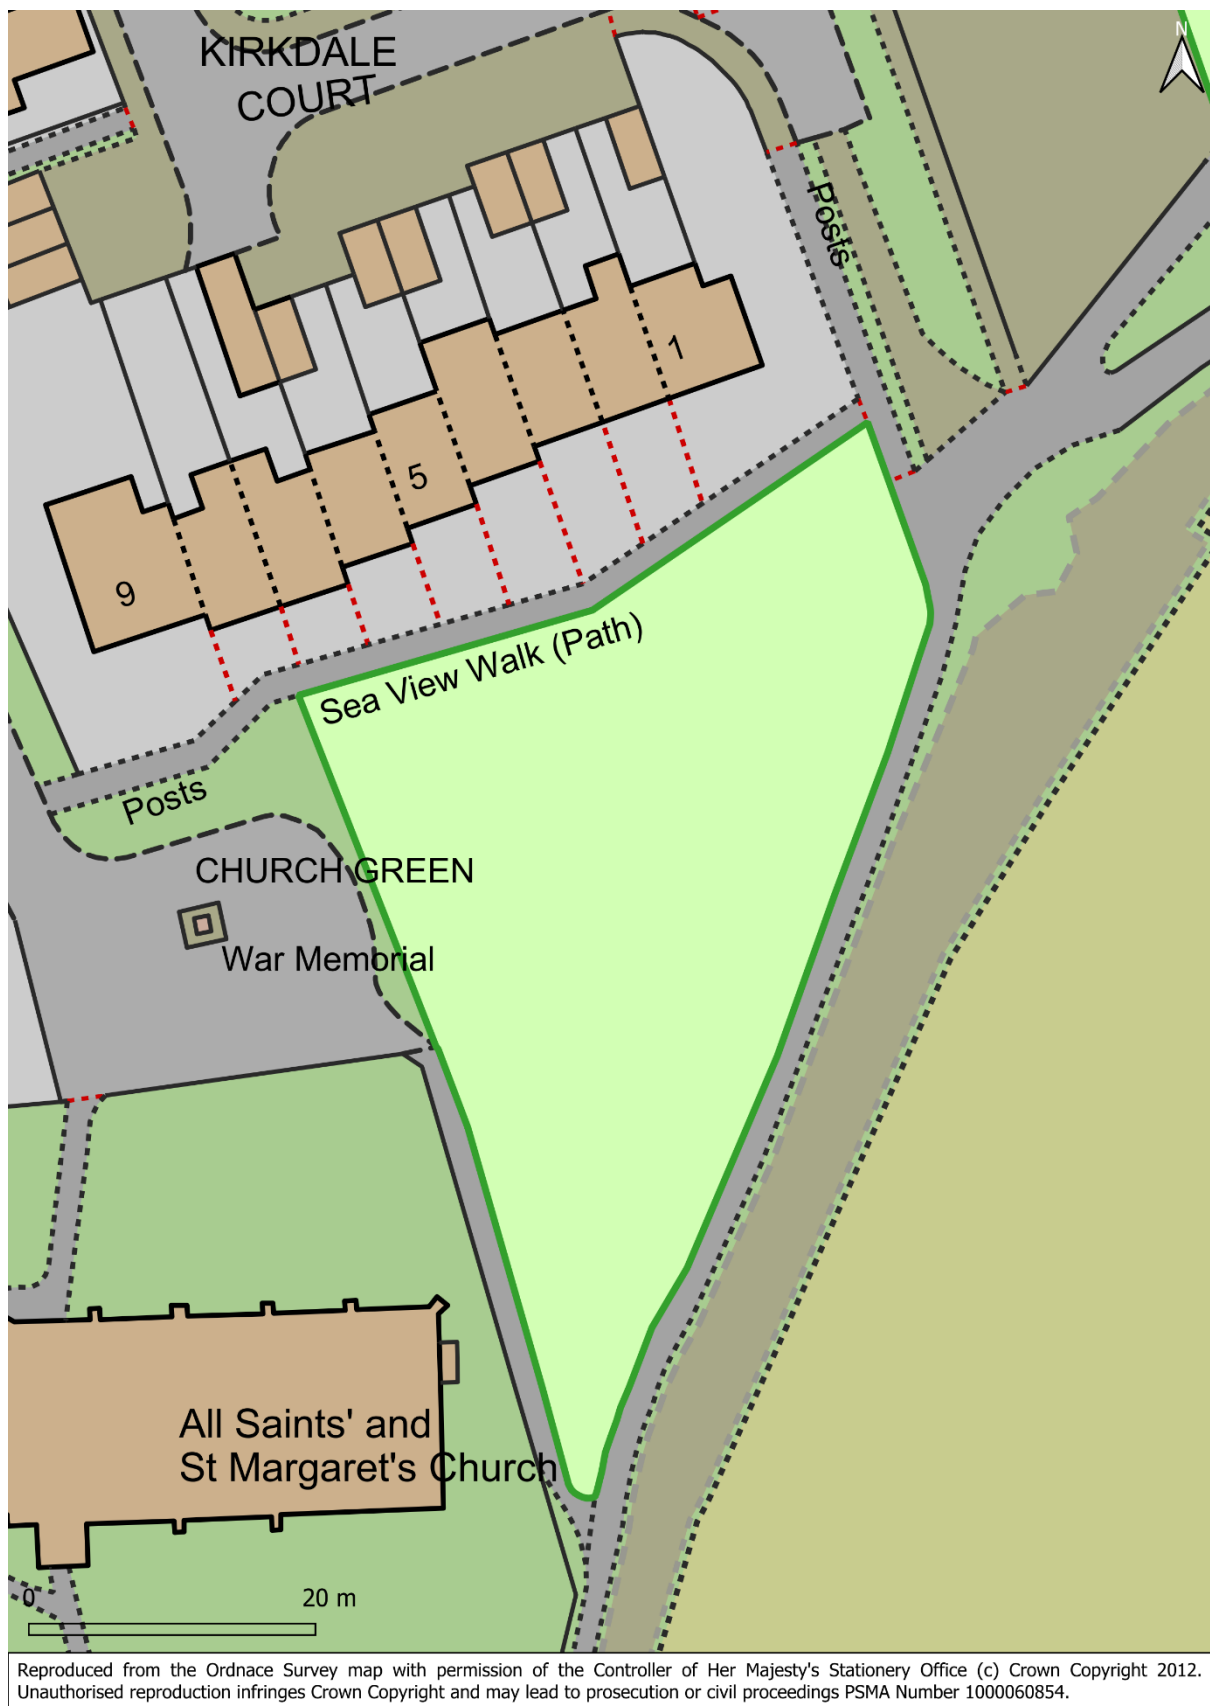 N
KIRKDALE
COURT
Posts
1
5
9
Sea View Walk (Path)
Posts
CHURCH GREEN
War Memorial
All Saints' and
St Margaret's Church
0 20 m
Reproduced from the Ordnace Survey map with permission of the Controller of Her Majesty's Stationery Office (c) Crown Copyright 2012.
Unauthorised reproduction infringes Crown Copyright and may lead to prosecution or civil proceedings PSMA Number 1000060854.